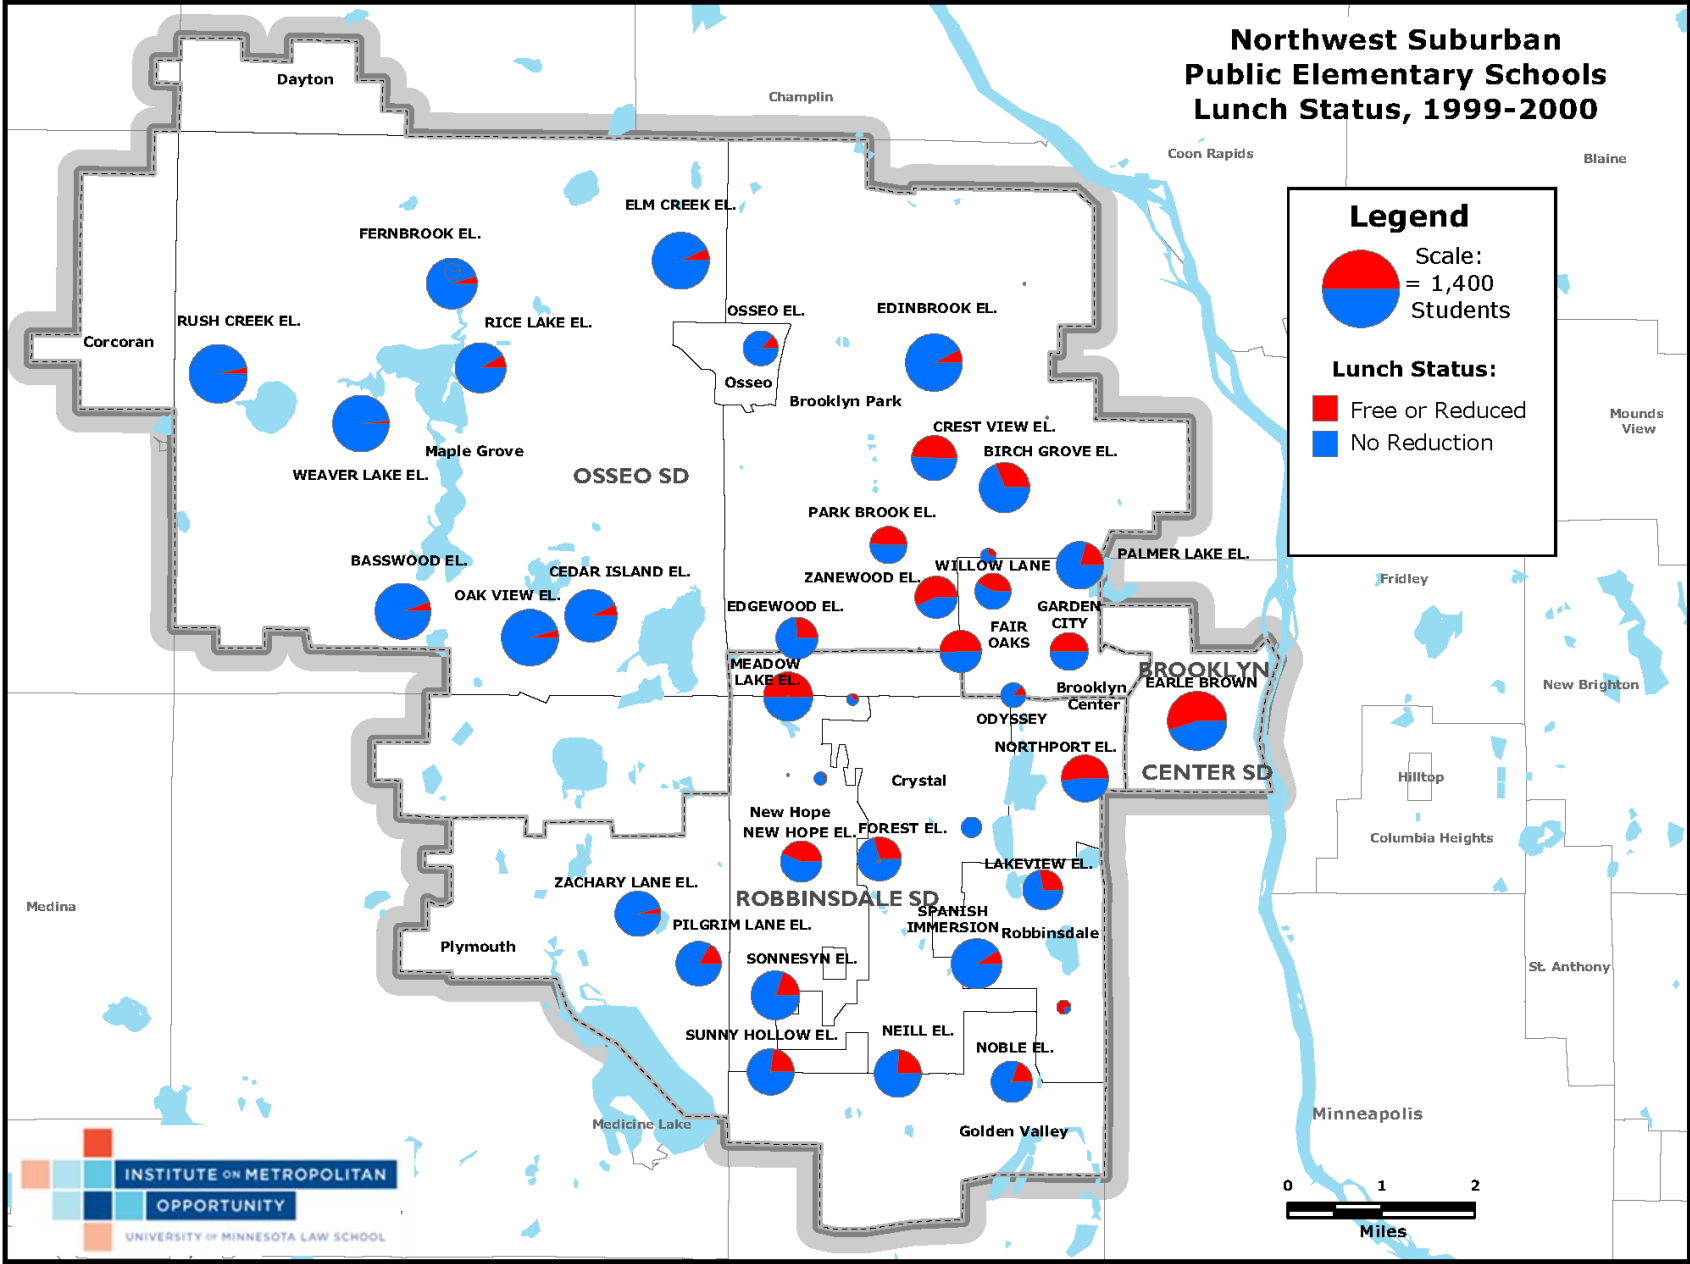 Northwest Suburban
Public Elementary Schools
Lunch Status, 1999-2000
Dayton
Champlin
Coon Rapids
Blaine
Legend
Scale:
= 1,400
Students
Lunch Status:
Free or Reduced
No Reduction
ELM CREEK EL.
FERNBROOK EL.
RUSH CREEK EL.
RICE LAKE EL.
OSSEO EL.
EDINBROOK EL.
Corcoran
Osseo
Brooklyn Park
Mounds
View
CREST VIEW EL.
Maple Grove
BIRCH GROVE EL.
WEAVER LAKE EL.
OSSEO SD
PARK BROOK EL.
PALMER LAKE EL.
BASSWOOD EL.
CEDAR ISLAND EL.
WILLOW LANE
ZANEWOOD EL.
Fridley
OAK VIEW EL.
EDGEWOOD EL.
GARDEN
CITY
FAIR
OAKS
MEADOW
LAKE EL.
BROOKLYN
EARLE BROWN
New Brighton
Brooklyn
Center
ODYSSEY
NORTHPORT EL.
CENTER SD
Crystal
Hilltop
New Hope
NEW HOPE EL.
FOREST EL.
Columbia Heights
LAKEVIEW EL.
ZACHARY LANE EL.
ROBBINSDALE SD
Medina
SPANISH
IMMERSION
PILGRIM LANE EL.
Robbinsdale
Plymouth
SONNESYN EL.
St. Anthony
SUNNY HOLLOW EL.
NEILL EL.
NOBLE EL.
Medicine Lake
Golden Valley
Minneapolis
INSTITUTE ON METROPOLITAN
OPPORTUNITY
UNIVERSITY OF MINNESOTA LAW SCHOOL
0 1 2
Miles